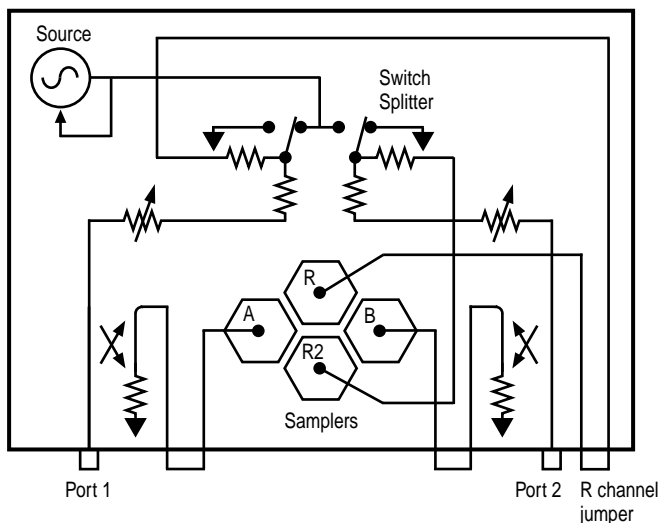 Source
Switch
Splitter
R
A
B
R2
Samplers
Port 1
Port 2
R channel
jumper